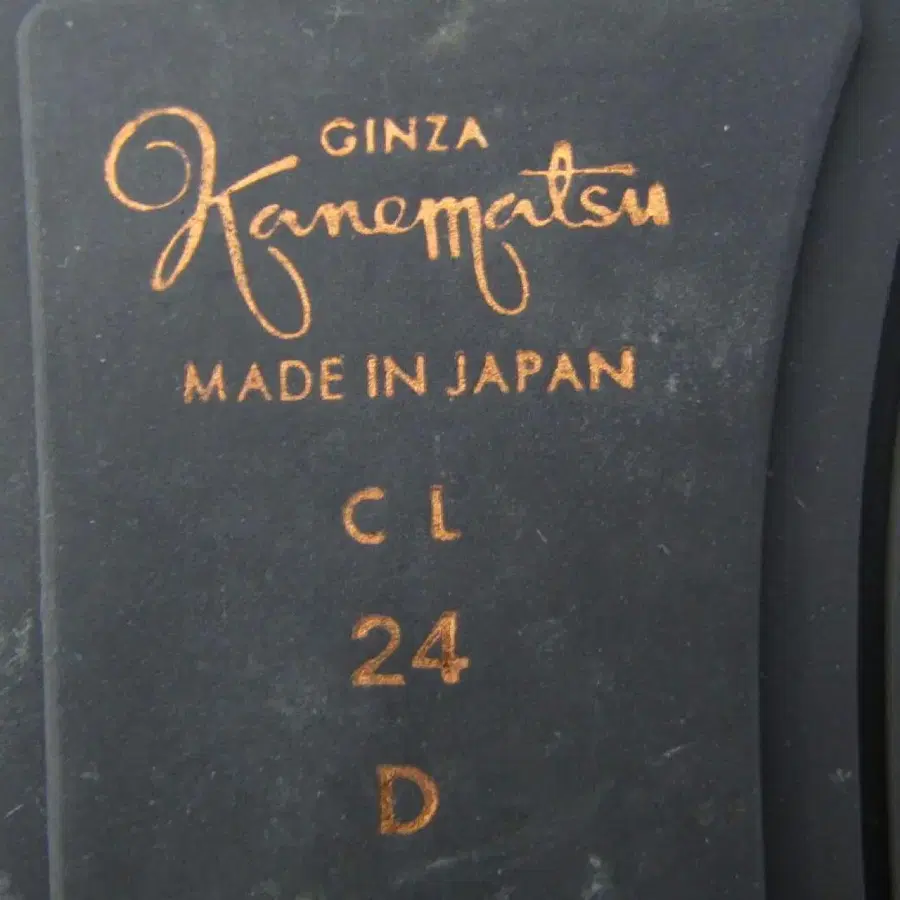 GINZA
Kanematsu
MADE IN JAPAN
C L
24
D